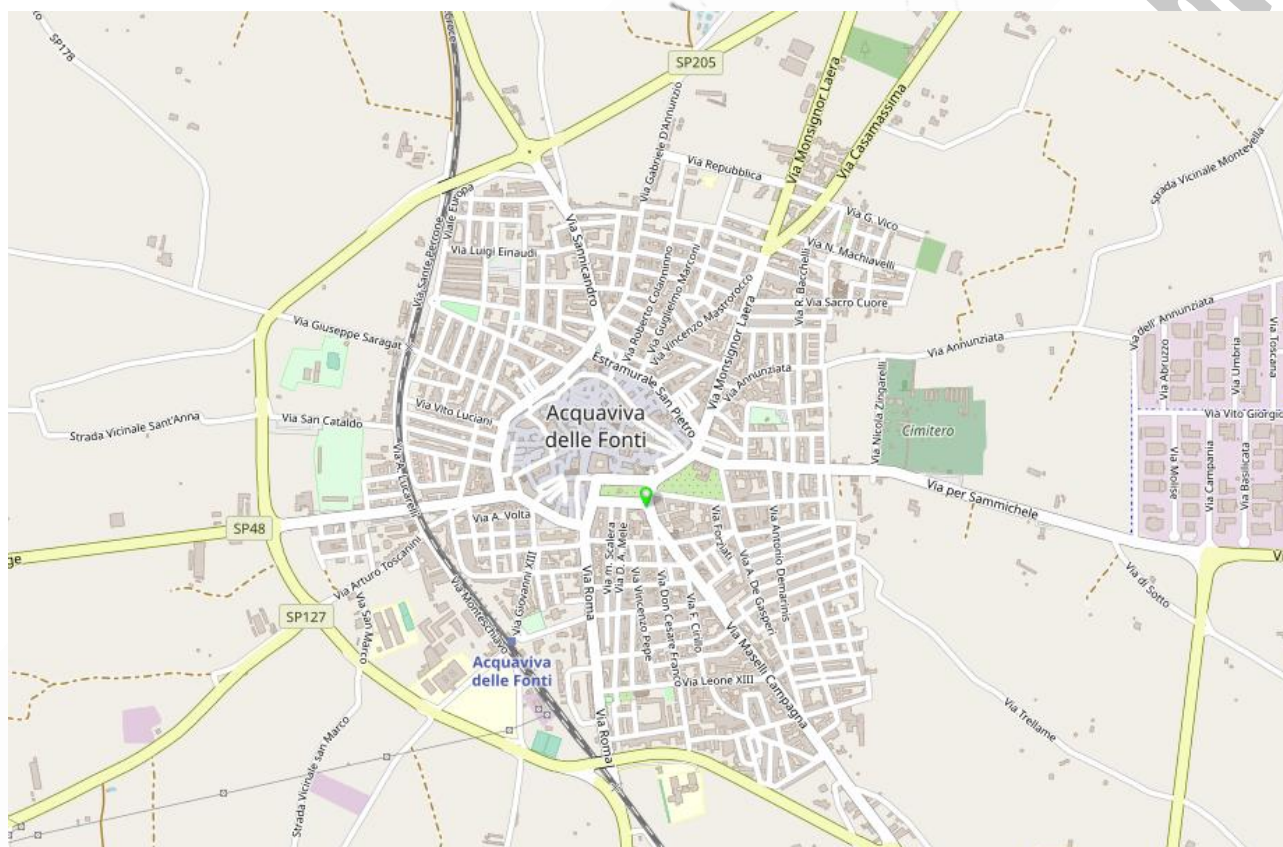 SP178
Croce
SP205
Via Monsignor Laera
Via Casamassima
Via Gabriele D'Annunzio
Via Repubblica
Strada Vicinale Montevella
Viale Europa
Via Sante Percone
Via Luigi Einaudi
Via Sannicandro
Via G. Vico
Via N. Machiavelli
Via R. Bacchelli
Via Sacro Cuore
Via Roberto Colanninno
Via Guglielmo Marconi
Via Vincenzo Mastrorocco
Via Monsignor Laera
Via Giuseppe Saragat
Via dell' Annunziata
Via Toscana
Via Umbria
Via Abruzzo
Via Annunziata
Via Annunziata
Estramurale San Pietro
Via Nicola Zingarelli
Via Vito Luciani
Acquaviva
delle Fonti
Via San Cataldo
Strada Vicinale Sant'Anna
Cimitero
Via Vito Giorgio
Via A. Lucarelli
Via Molise
Via Campania
Via Basilicata
Via per Sammichele
SP48
ge
Via A. Volta
Via m. Scalera
Via D. A. Mele
Via Forziati
Via Antonio Demarinis
Via A. De Gasperi
V
Via Arturo Toscanini
Via Giovanni XIII
Via Roma
Via Vincenzo Pepe
Via Don Cesare Franco
Via F. Cirillo
Via di Sotto
Via San Marco
Via Monteschiavo
SP127
Acquaviva
delle Fonti
Via Leone XIII
Via Maselli Campagna
Via Roma
Via Trellame
Strada Vicinale san Marco